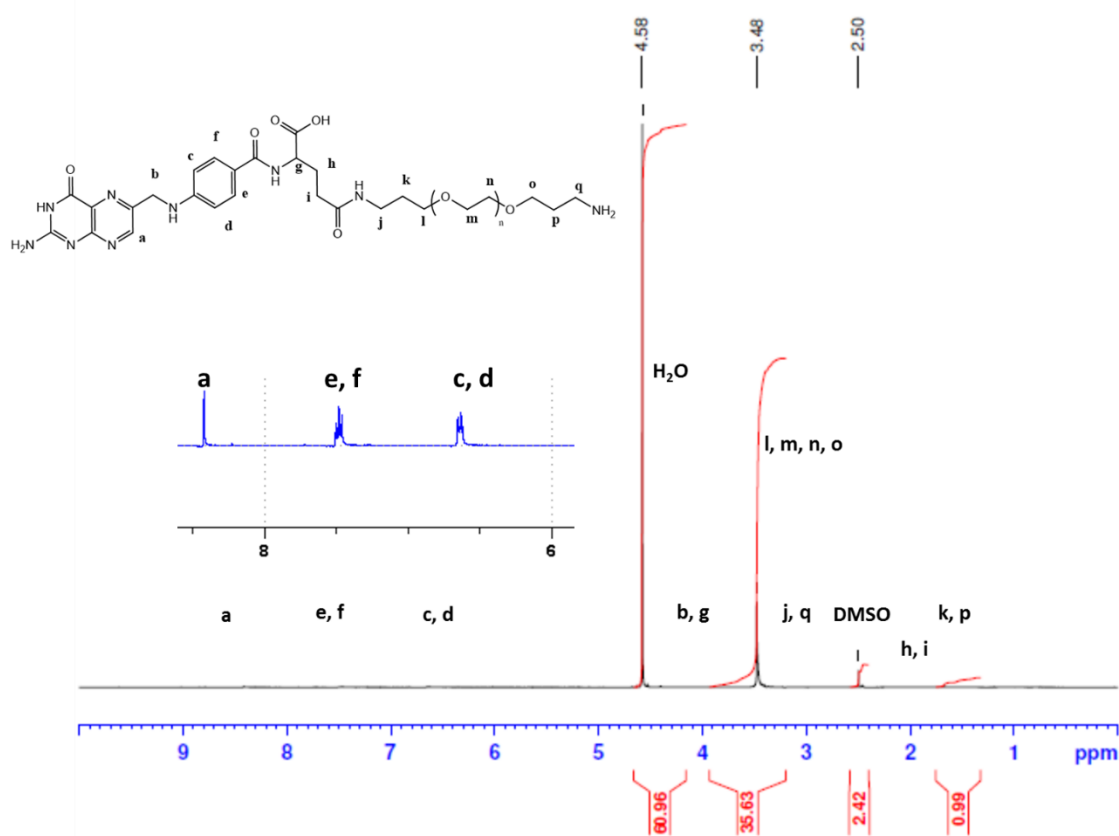 4.58
3.48
2.50
O
OH
f
O
c
g
h
b
N
H
O
n
k
H
N
o
q
O
N
N
H
e
i
O
j
l
m
n
O
p
NH2
HN
d
O
H2N
N
N
a
H2O
a
e, f
c, d
l, m, n, o
8
6
a
e, f
c, d
b, g
j, q
DMSO
k, p
h, i
9
8
7
6
5
4
3
2
1
ppm
60.96
35.63
2.42
0.99